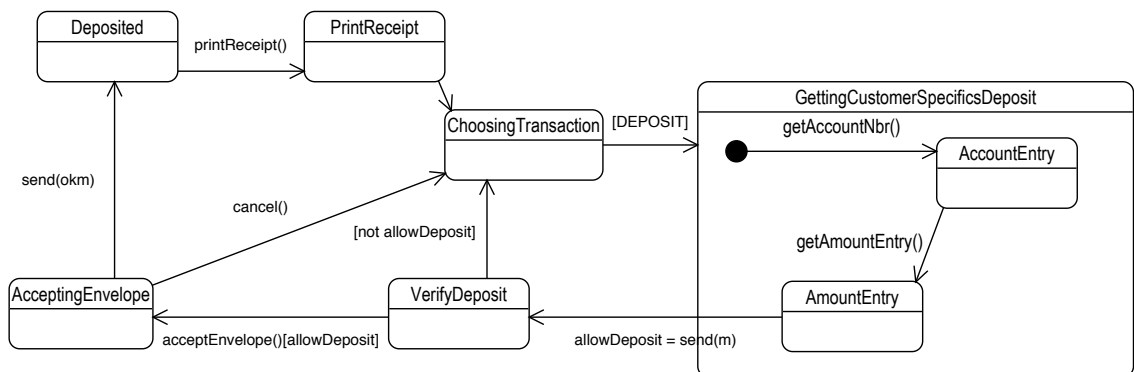 Deposited
PrintReceipt
printReceipt()
GettingCustomerSpecificsDeposit
ChoosingTransaction
[DEPOSIT]
getAccountNbr()
AccountEntry
send(okm)
cancel()
[not allowDeposit]
getAmountEntry()
AcceptingEnvelope
VerifyDeposit
AmountEntry
acceptEnvelope()[allowDeposit]
allowDeposit = send(m)